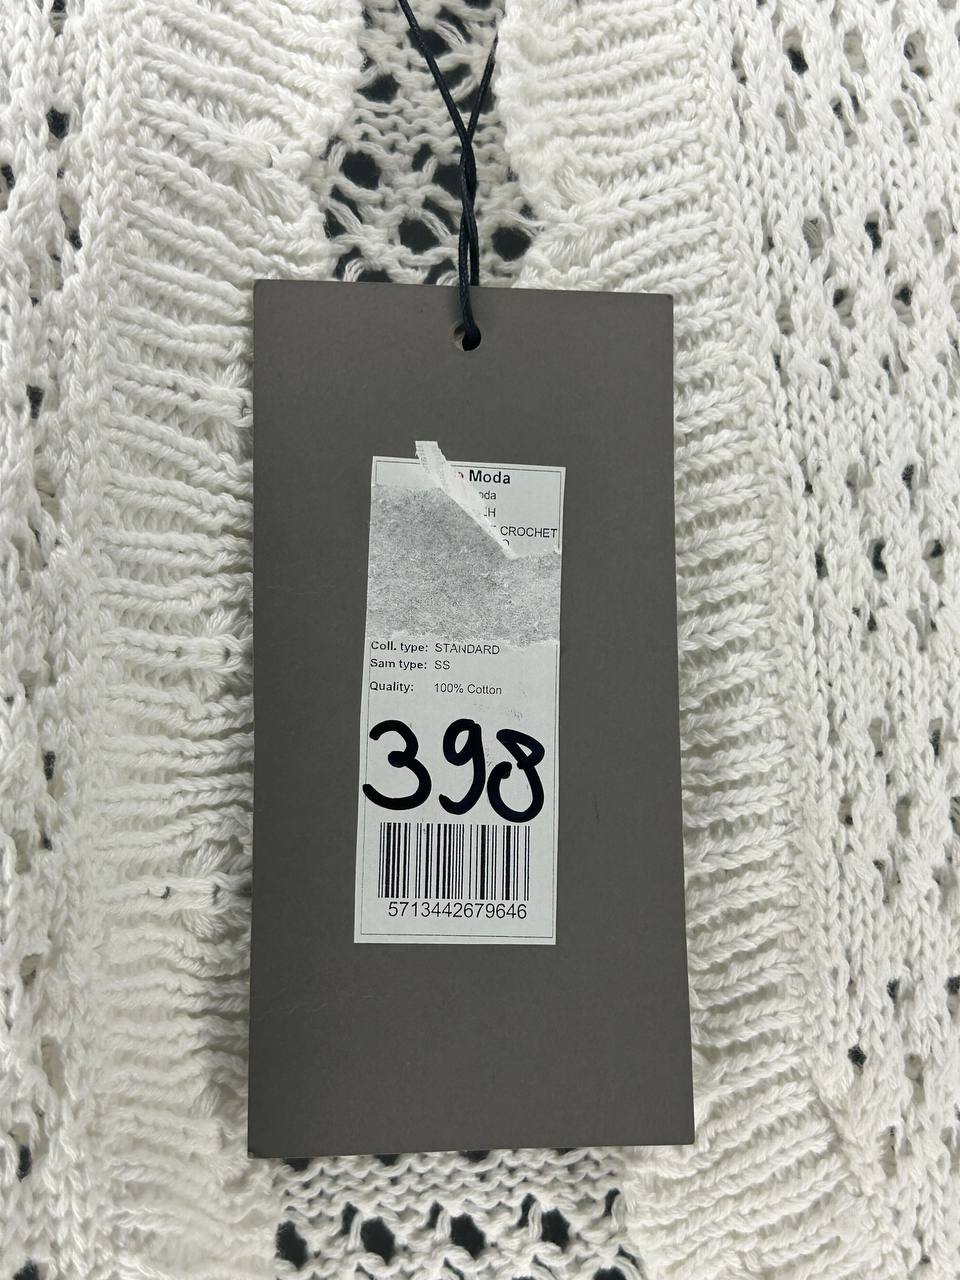 Moda
CROCHET
Coll. type: STANDARD
Sam type: SS
Quality: 100% Cotton
398
5713442679646